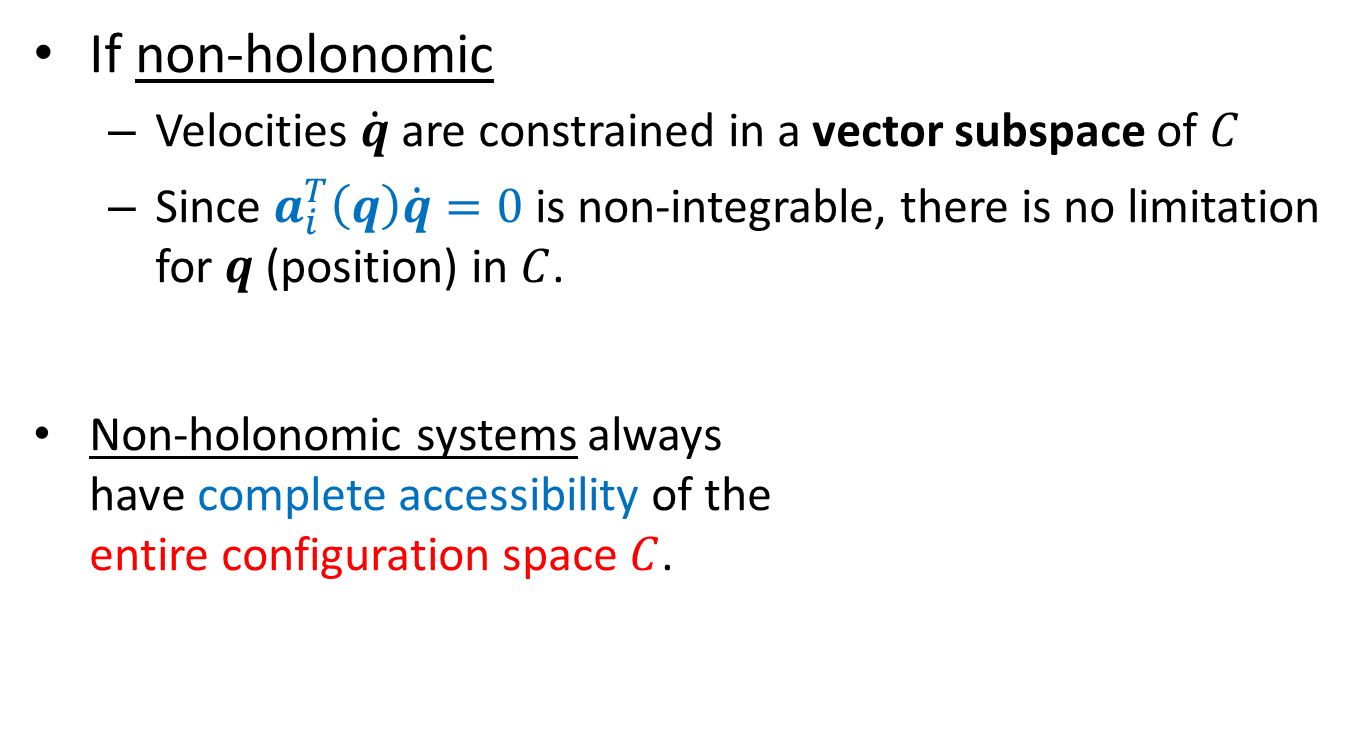 • If non-holonomic
– Velocities q̇ are constrained in a vector subspace of C
– Since aᵢᵀ(q)q̇ = 0 is non-integrable, there is no limitation
for q (position) in C.
• Non-holonomic systems always
have complete accessibility of the
entire configuration space C.